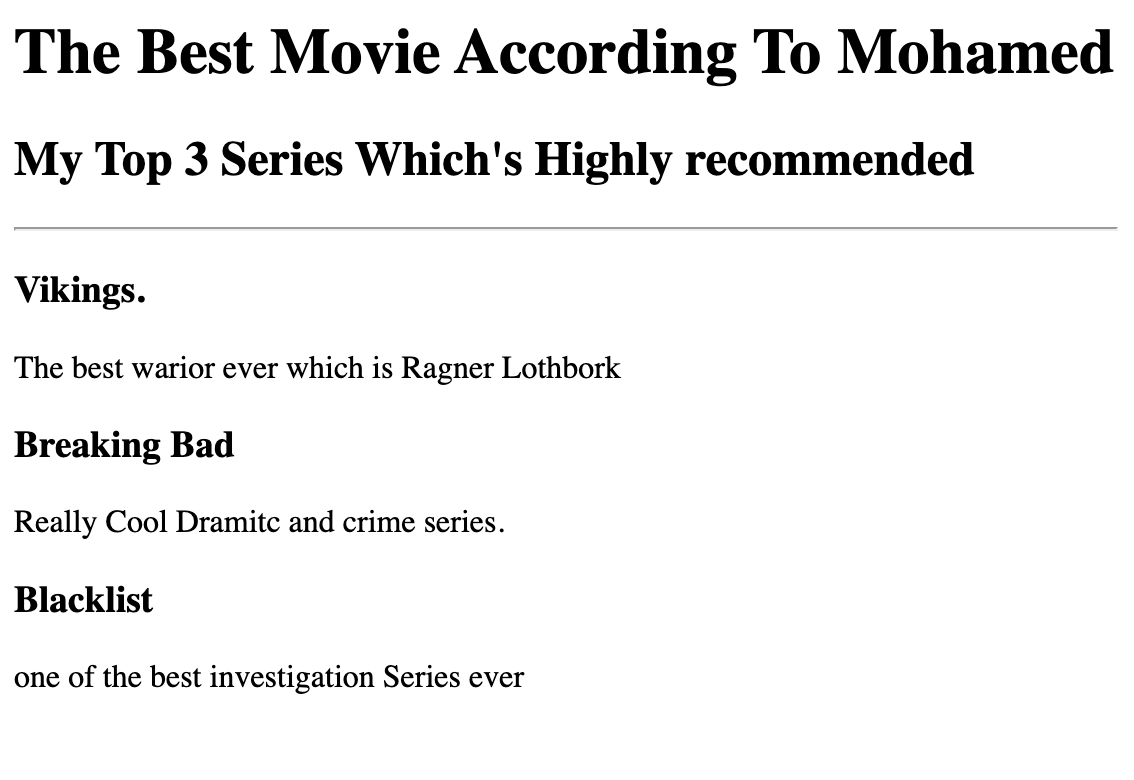 The Best Movie According To Mohamed
My Top 3 Series Which's Highly recommended
Vikings.
The best warior ever which is Ragner Lothbork
Breaking Bad
Really Cool Dramitc and crime series.
Blacklist
one of the best investigation Series ever